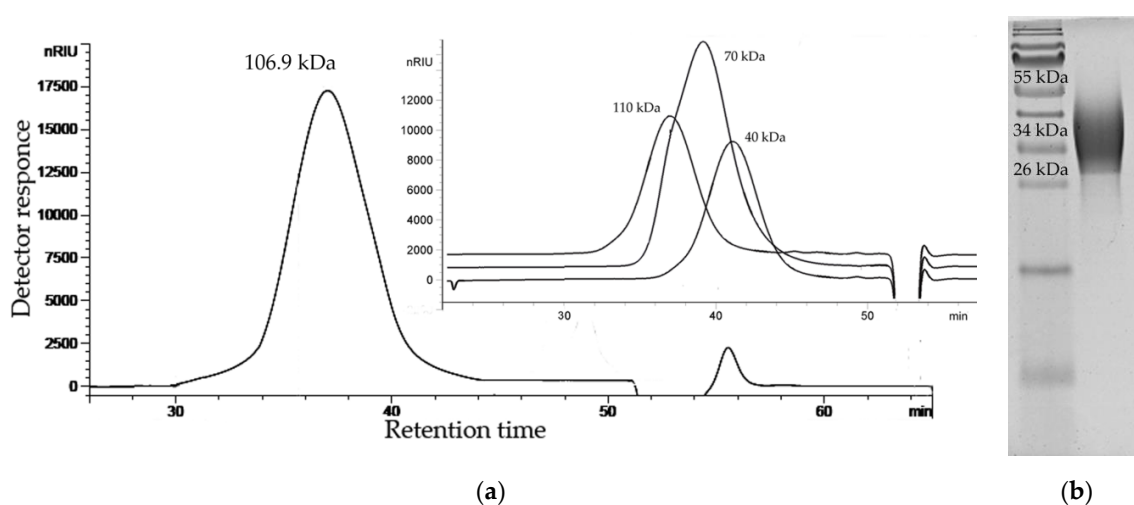 nRIU
17500
15000
12500
10000
7500
5000
2500
0
Detector responce
106.9 kDa
30
40
50
60
min
Retention time
nRIU
12000
10000
8000
6000
4000
2000
0
110 kDa
70 kDa
40 kDa
30
40
50
min
55 kDa
34 kDa
26 kDa
(a)
(b)